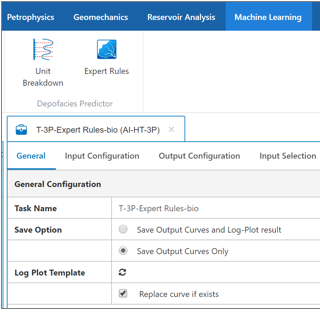 Petrophysics Geomechanics Reservoir Analysis Machine Learning
Unit Breakdown Expert Rules
Depofacies Predictor
T-3P-Expert Rules-bio (AI-HT-3P)
General Input Configuration Output Configuration Input Selection
General Configuration
Task Name T-3P-Expert Rules-bio
Save Option Save Output Curves and Log-Plot result
Save Output Curves Only
Log Plot Template
Replace curve if exists